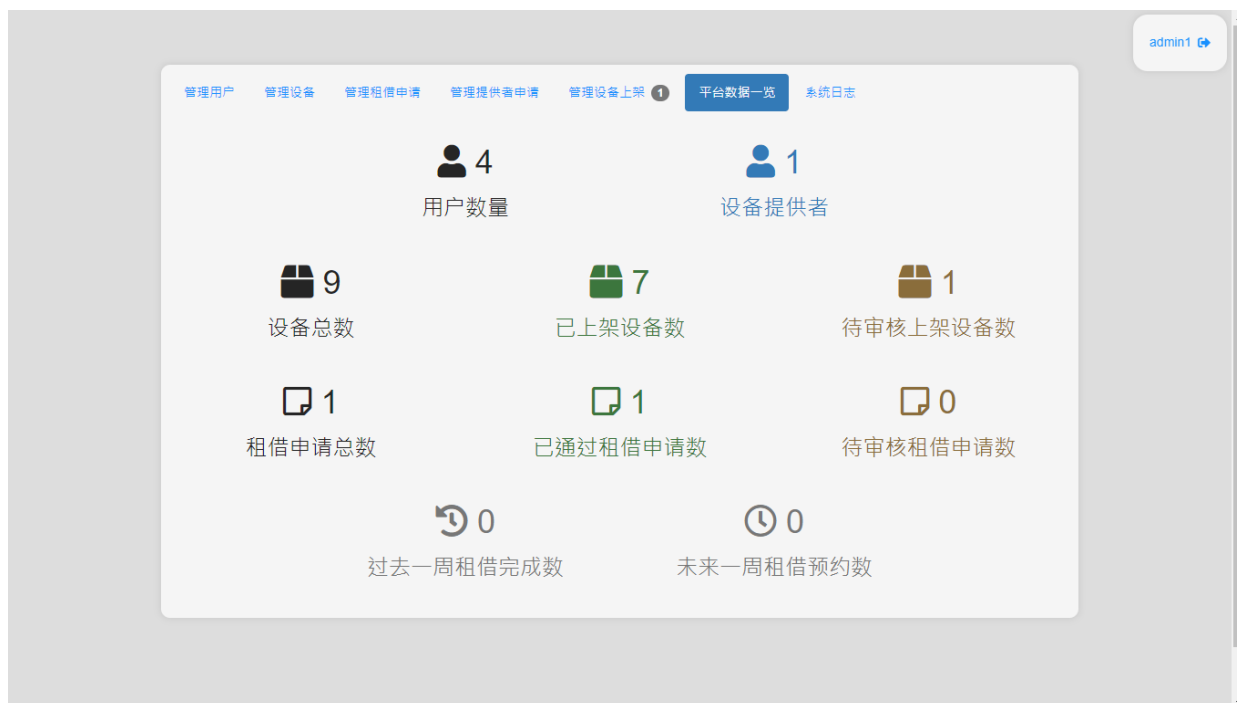 admin1
管理用户 管理设备 管理租借申请 管理提供者申请 管理设备上架 1 平台数据一览 系统日志
4 1
用户数量 设备提供者
9 7 1
设备总数 已上架设备数 待审核上架设备数
1 1 0
租借申请总数 已通过租借申请数 待审核租借申请数
0 0
过去一周租借完成数 未来一周租借预约数